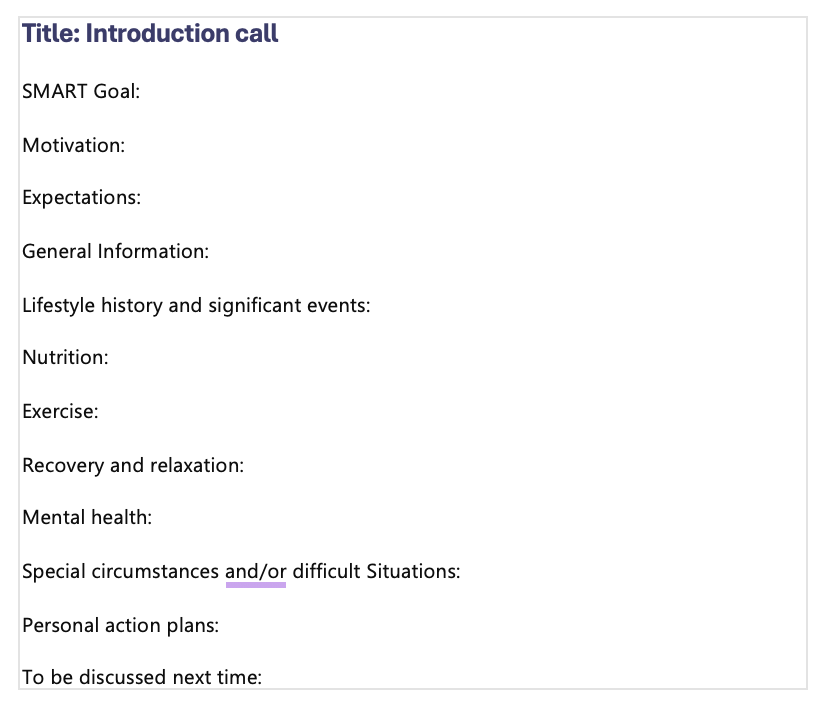 Title: Introduction call
SMART Goal:
Motivation:
Expectations:
General Information:
Lifestyle history and significant events:
Nutrition:
Exercise:
Recovery and relaxation:
Mental health:
Special circumstances and/or difficult Situations:
Personal action plans:
To be discussed next time: